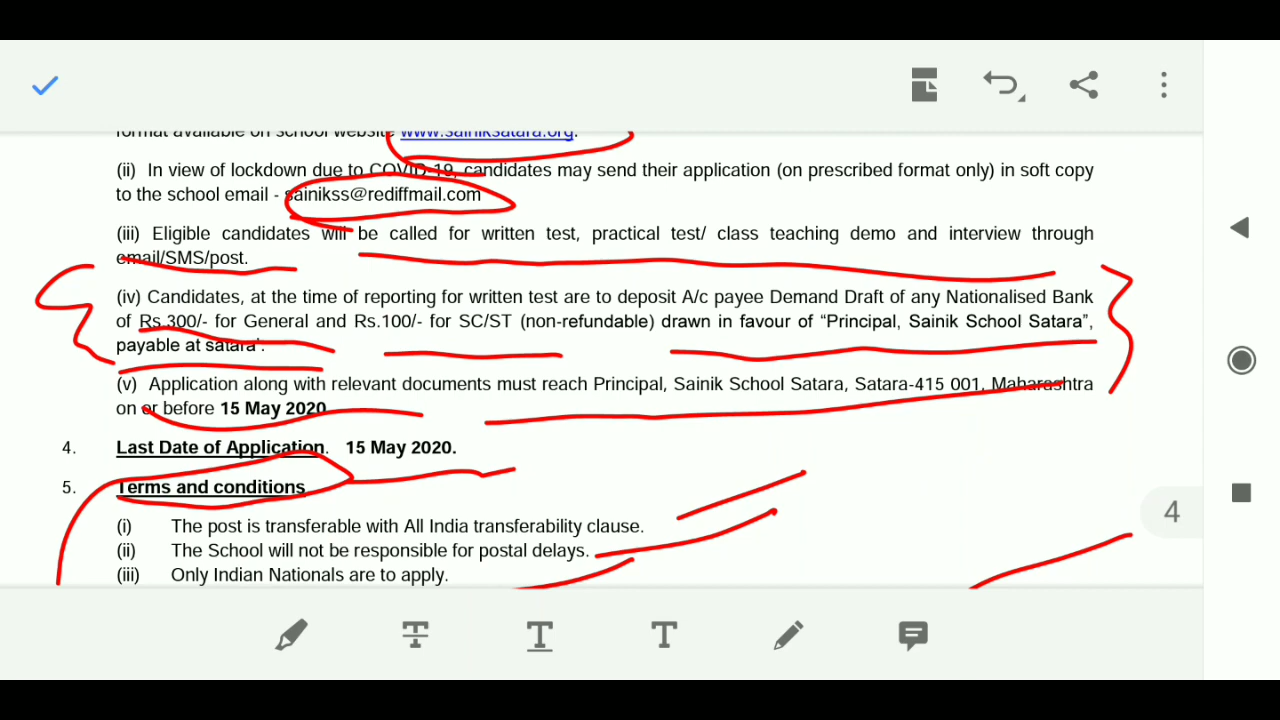 format available on school website www.sainiksatara.org.
(ii) In view of lockdown due to COVID-19, candidates may send their application (on prescribed format only) in soft copy
to the school email - sainikss@rediffmail.com
(iii) Eligible candidates will be called for written test, practical test/ class teaching demo and interview through
email/SMS/post.
(iv) Candidates, at the time of reporting for written test are to deposit A/c payee Demand Draft of any Nationalised Bank
of Rs.300/- for General and Rs.100/- for SC/ST (non-refundable) drawn in favour of “Principal, Sainik School Satara”,
payable at satara’.
(v) Application along with relevant documents must reach Principal, Sainik School Satara, Satara-415 001, Maharashtra
on or before 15 May 2020.
4. Last Date of Application. 15 May 2020.
5. Terms and conditions
(i) The post is transferable with All India transferability clause.
(ii) The School will not be responsible for postal delays.
(iii) Only Indian Nationals are to apply.
4
T T T